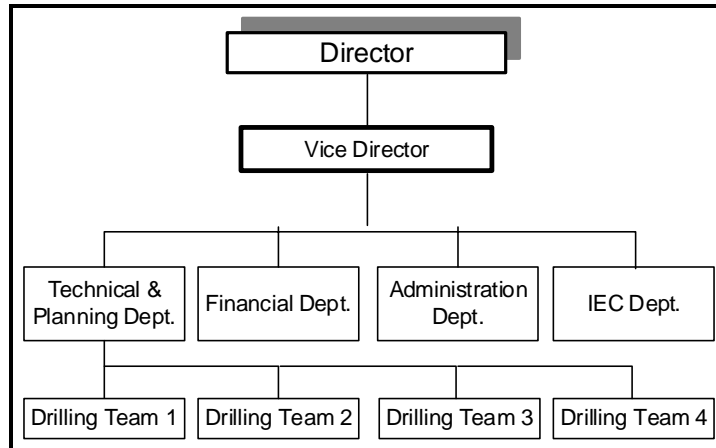 Director
Vice Director
Technical &
Planning Dept.
Financial Dept.
Administration
Dept.
IEC Dept.
Drilling Team 1
Drilling Team 2
Drilling Team 3
Drilling Team 4